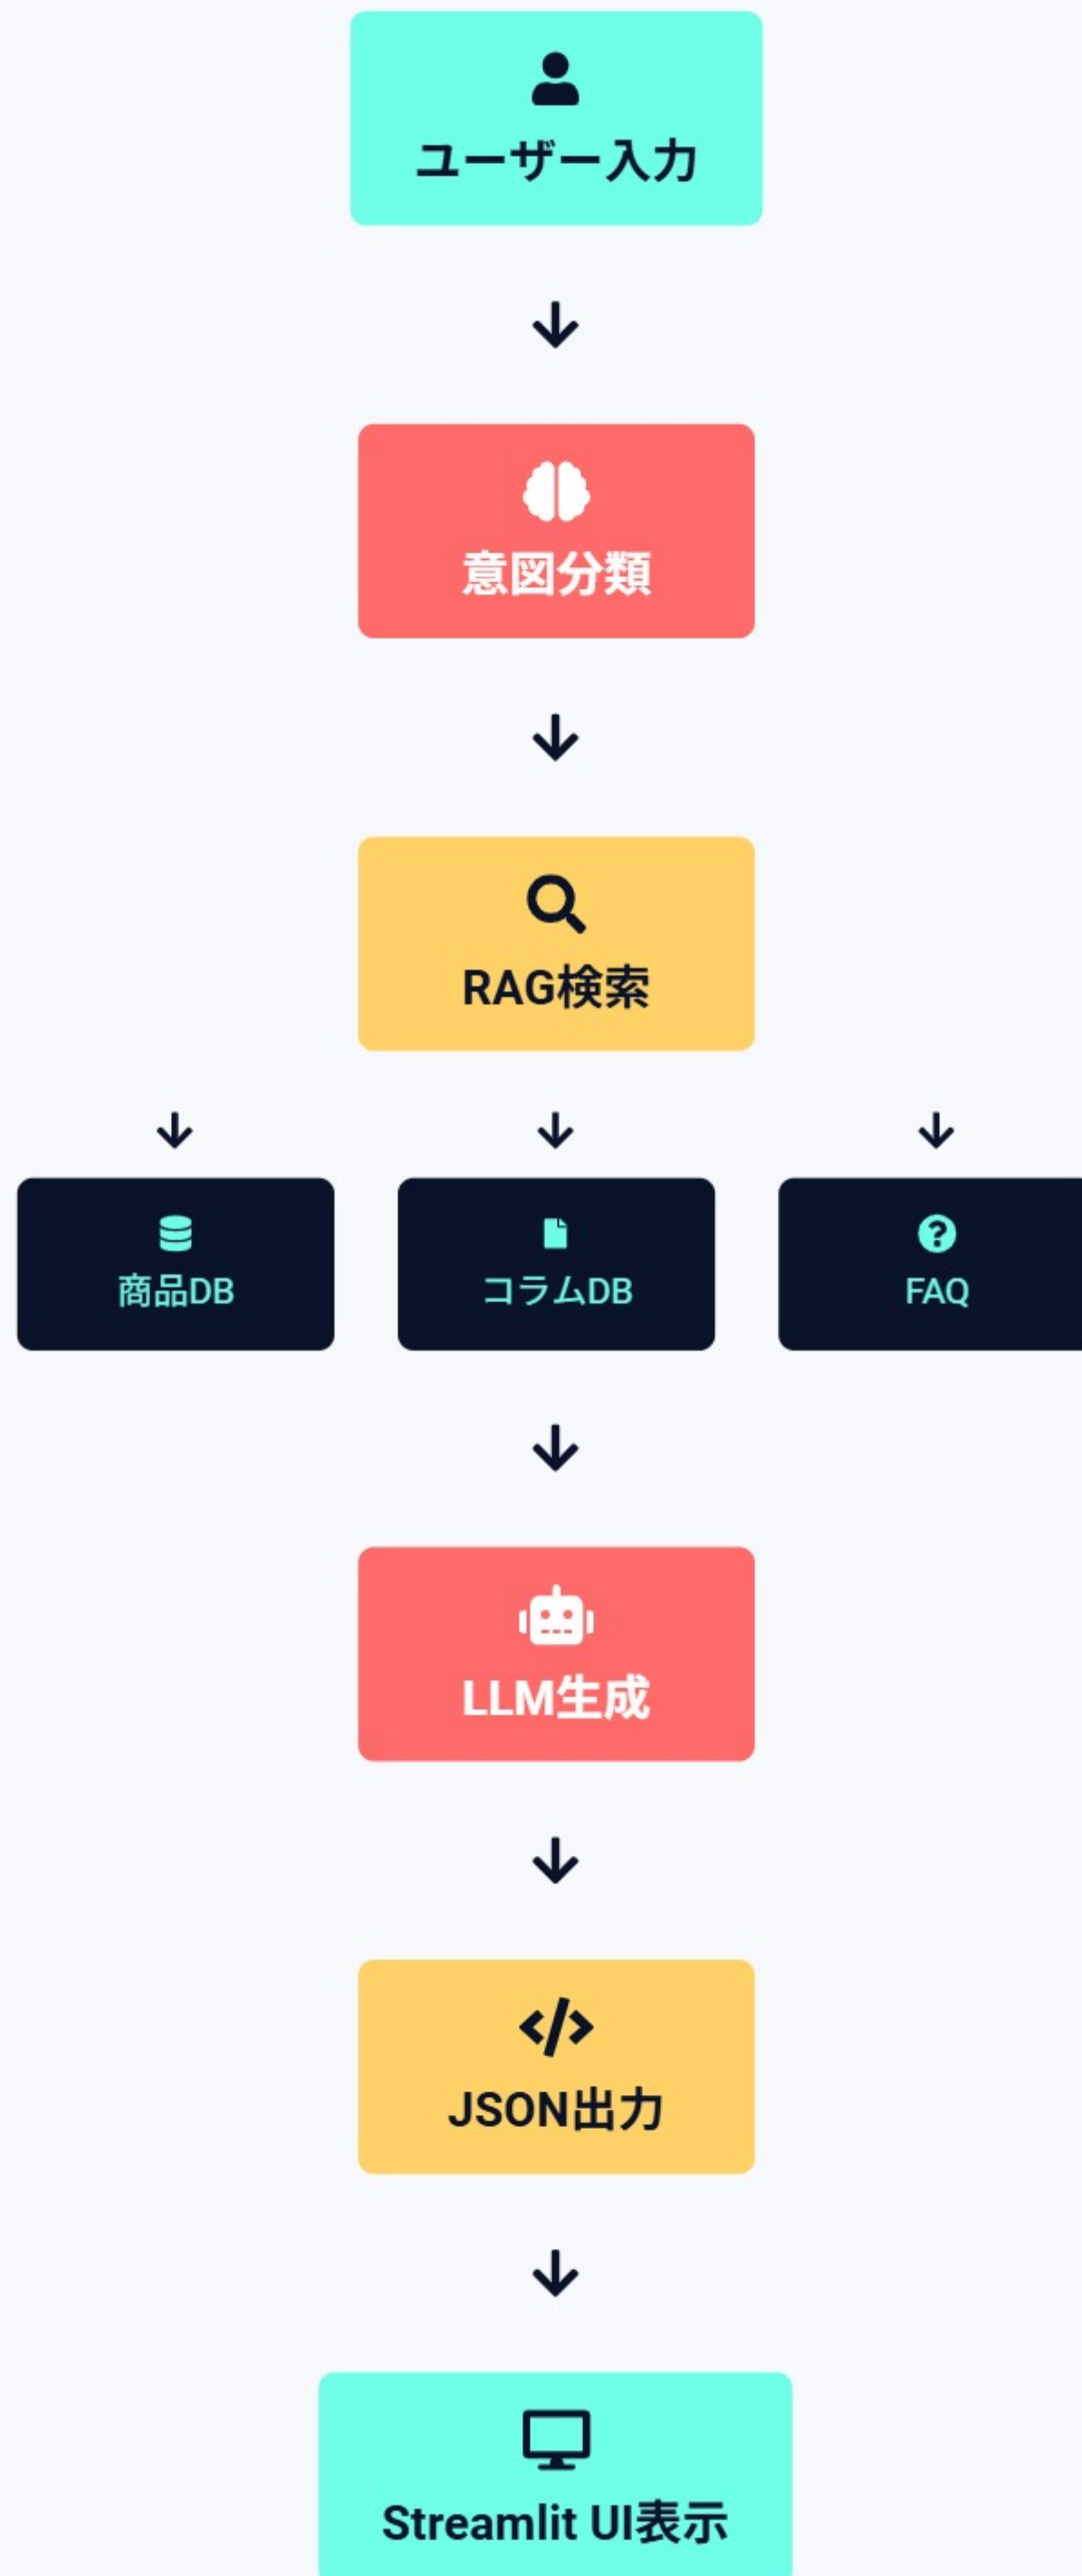 ユーザー入力
意図分類
RAG検索
商品DB
コラムDB
FAQ
LLM生成
JSON出力
Streamlit UI表示